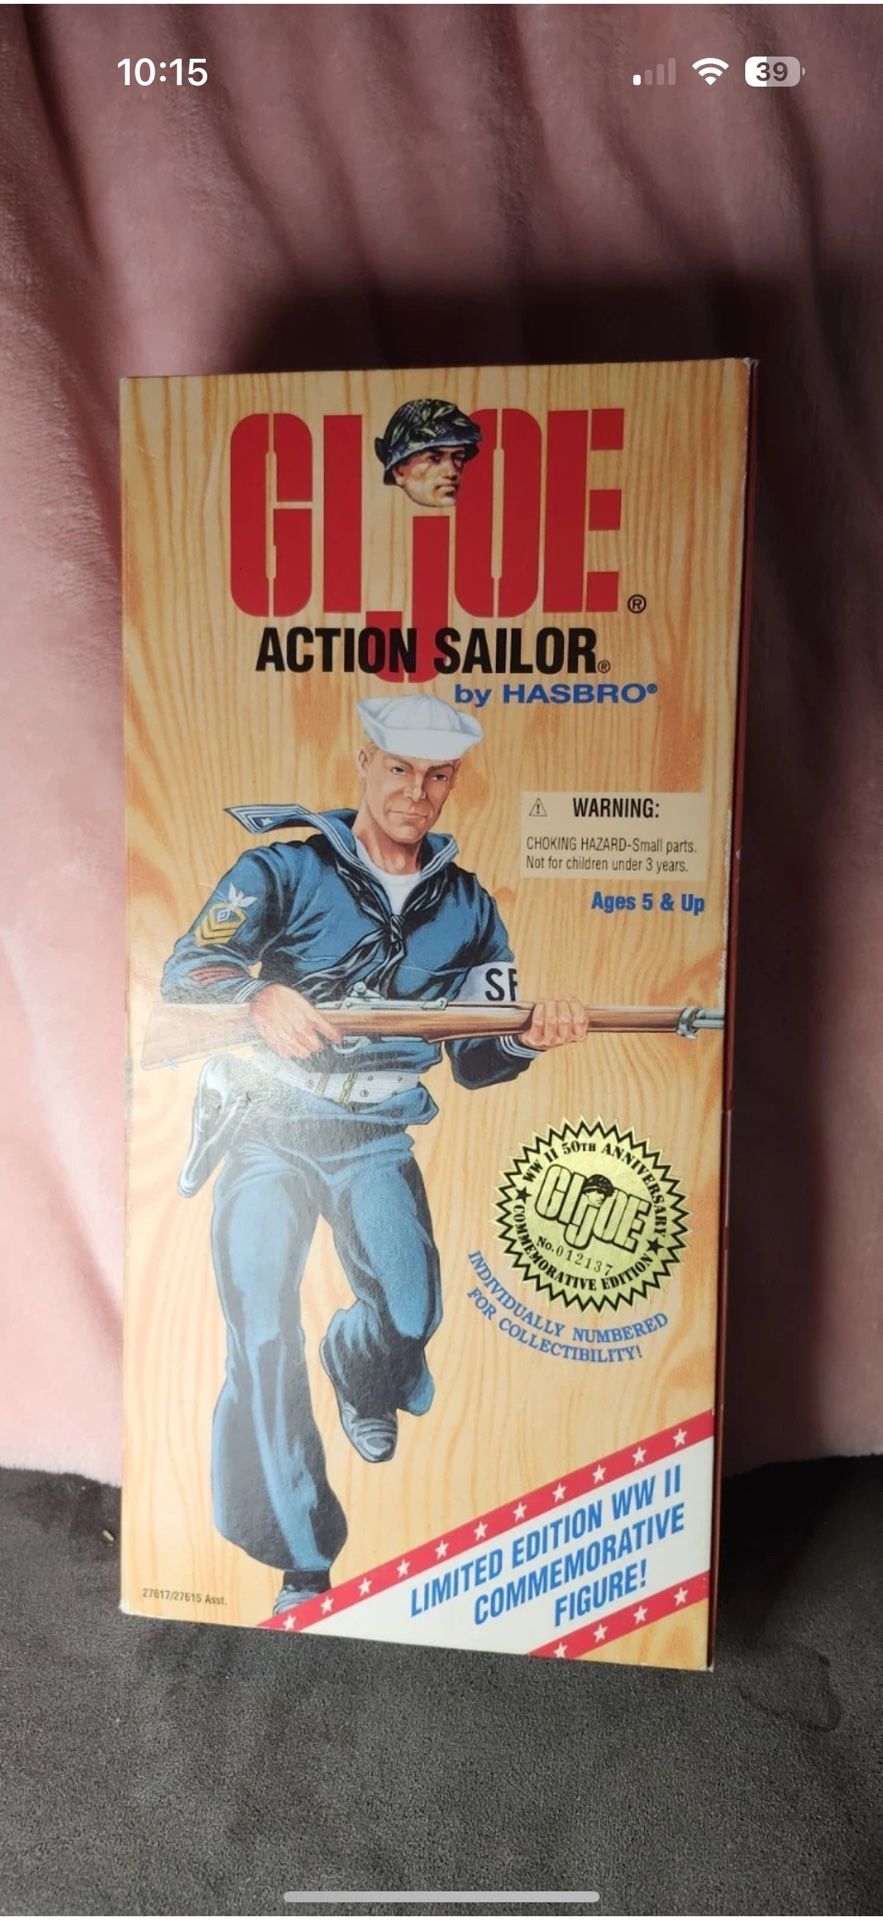 10:15
39
GI JOE®
ACTION SAILOR®
by HASBRO®
WARNING:
CHOKING HAZARD-Small parts.
Not for children under 3 years.
Ages 5 & Up
SP
WW II 50TH ANNIVERSARY
GI JOE
No.012137
COMMEMORATIVE EDITION
INDIVIDUALLY NUMBERED
FOR COLLECTIBILITY!
LIMITED EDITION WW II
COMMEMORATIVE
FIGURE!
27617/27615 Asst.